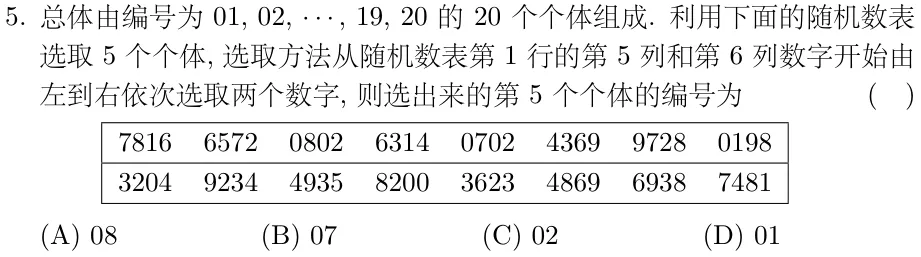 5. 总体由编号为 01, 02, ⋯, 19, 20 的 20 个个体组成. 利用下面的随机数表
选取 5 个个体, 选取方法从随机数表第 1 行的第 5 列和第 6 列数字开始由
左到右依次选取两个数字, 则选出来的第 5 个个体的编号为 ( )
7816 6572 0802 6314 0702 4369 9728 0198
3204 9234 4935 8200 3623 4869 6938 7481
(A) 08 (B) 07 (C) 02 (D) 01